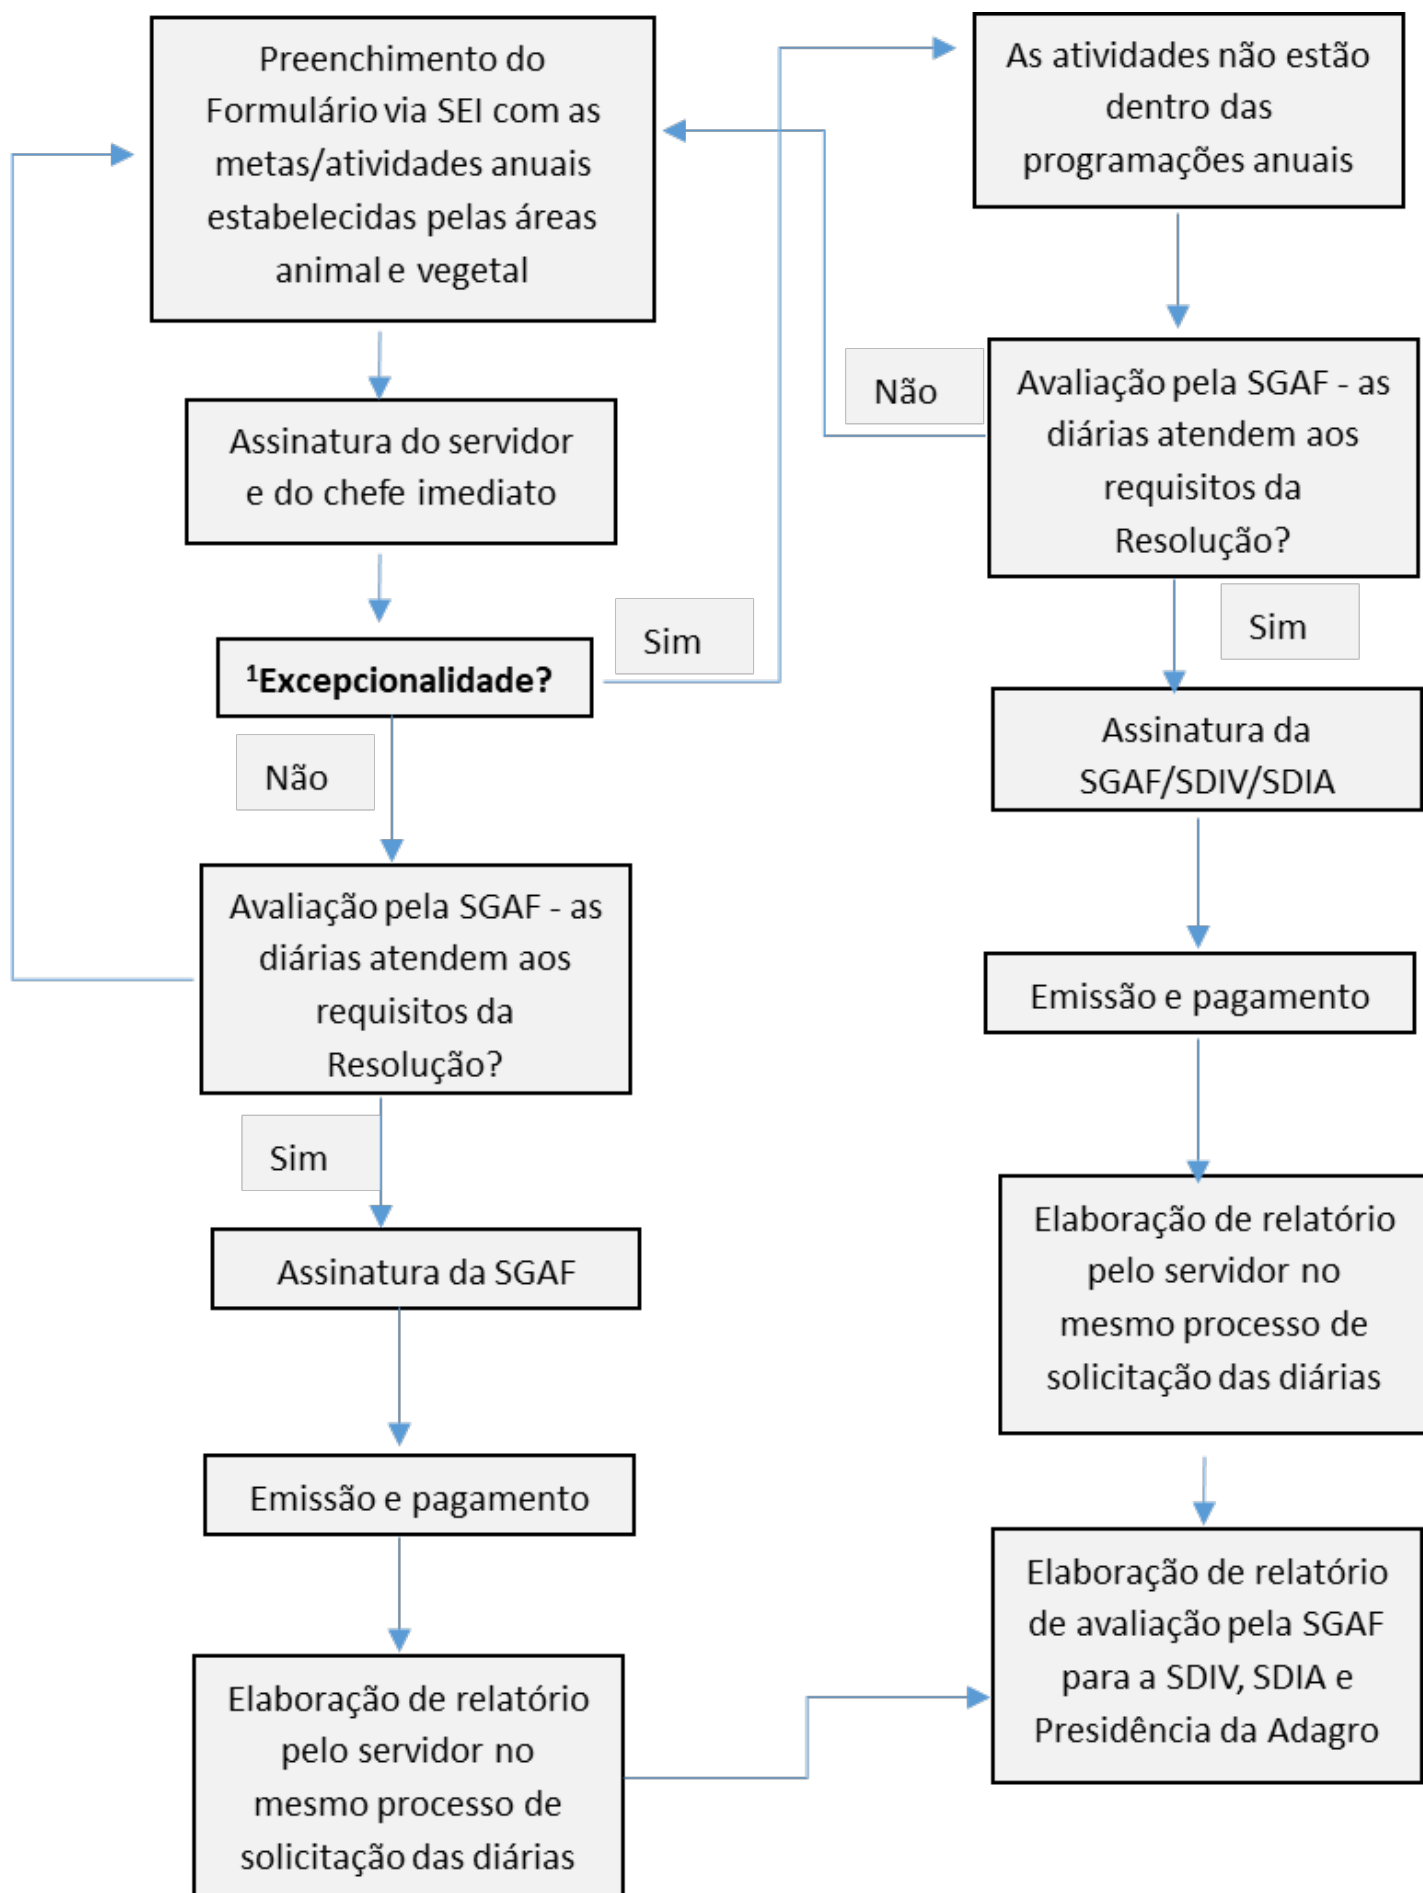 Preenchimento do
Formulário via SEI com as
metas/atividades anuais
estabelecidas pelas áreas
animal e vegetal
Assinatura do servidor
e do chefe imediato
¹Excepcionalidade?
Sim
Não
Avaliação pela SGAF - as
diárias atendem aos
requisitos da
Resolução?
Sim
Assinatura da SGAF
Emissão e pagamento
Elaboração de relatório
pelo servidor no
mesmo processo de
solicitação das diárias
As atividades não estão
dentro das
programações anuais
Não
Avaliação pela SGAF - as
diárias atendem aos
requisitos da
Resolução?
Sim
Assinatura da
SGAF/SDIV/SDIA
Emissão e pagamento
Elaboração de relatório
pelo servidor no
mesmo processo de
solicitação das diárias
Elaboração de relatório
de avaliação pela SGAF
para a SDIV, SDIA e
Presidência da Adagro